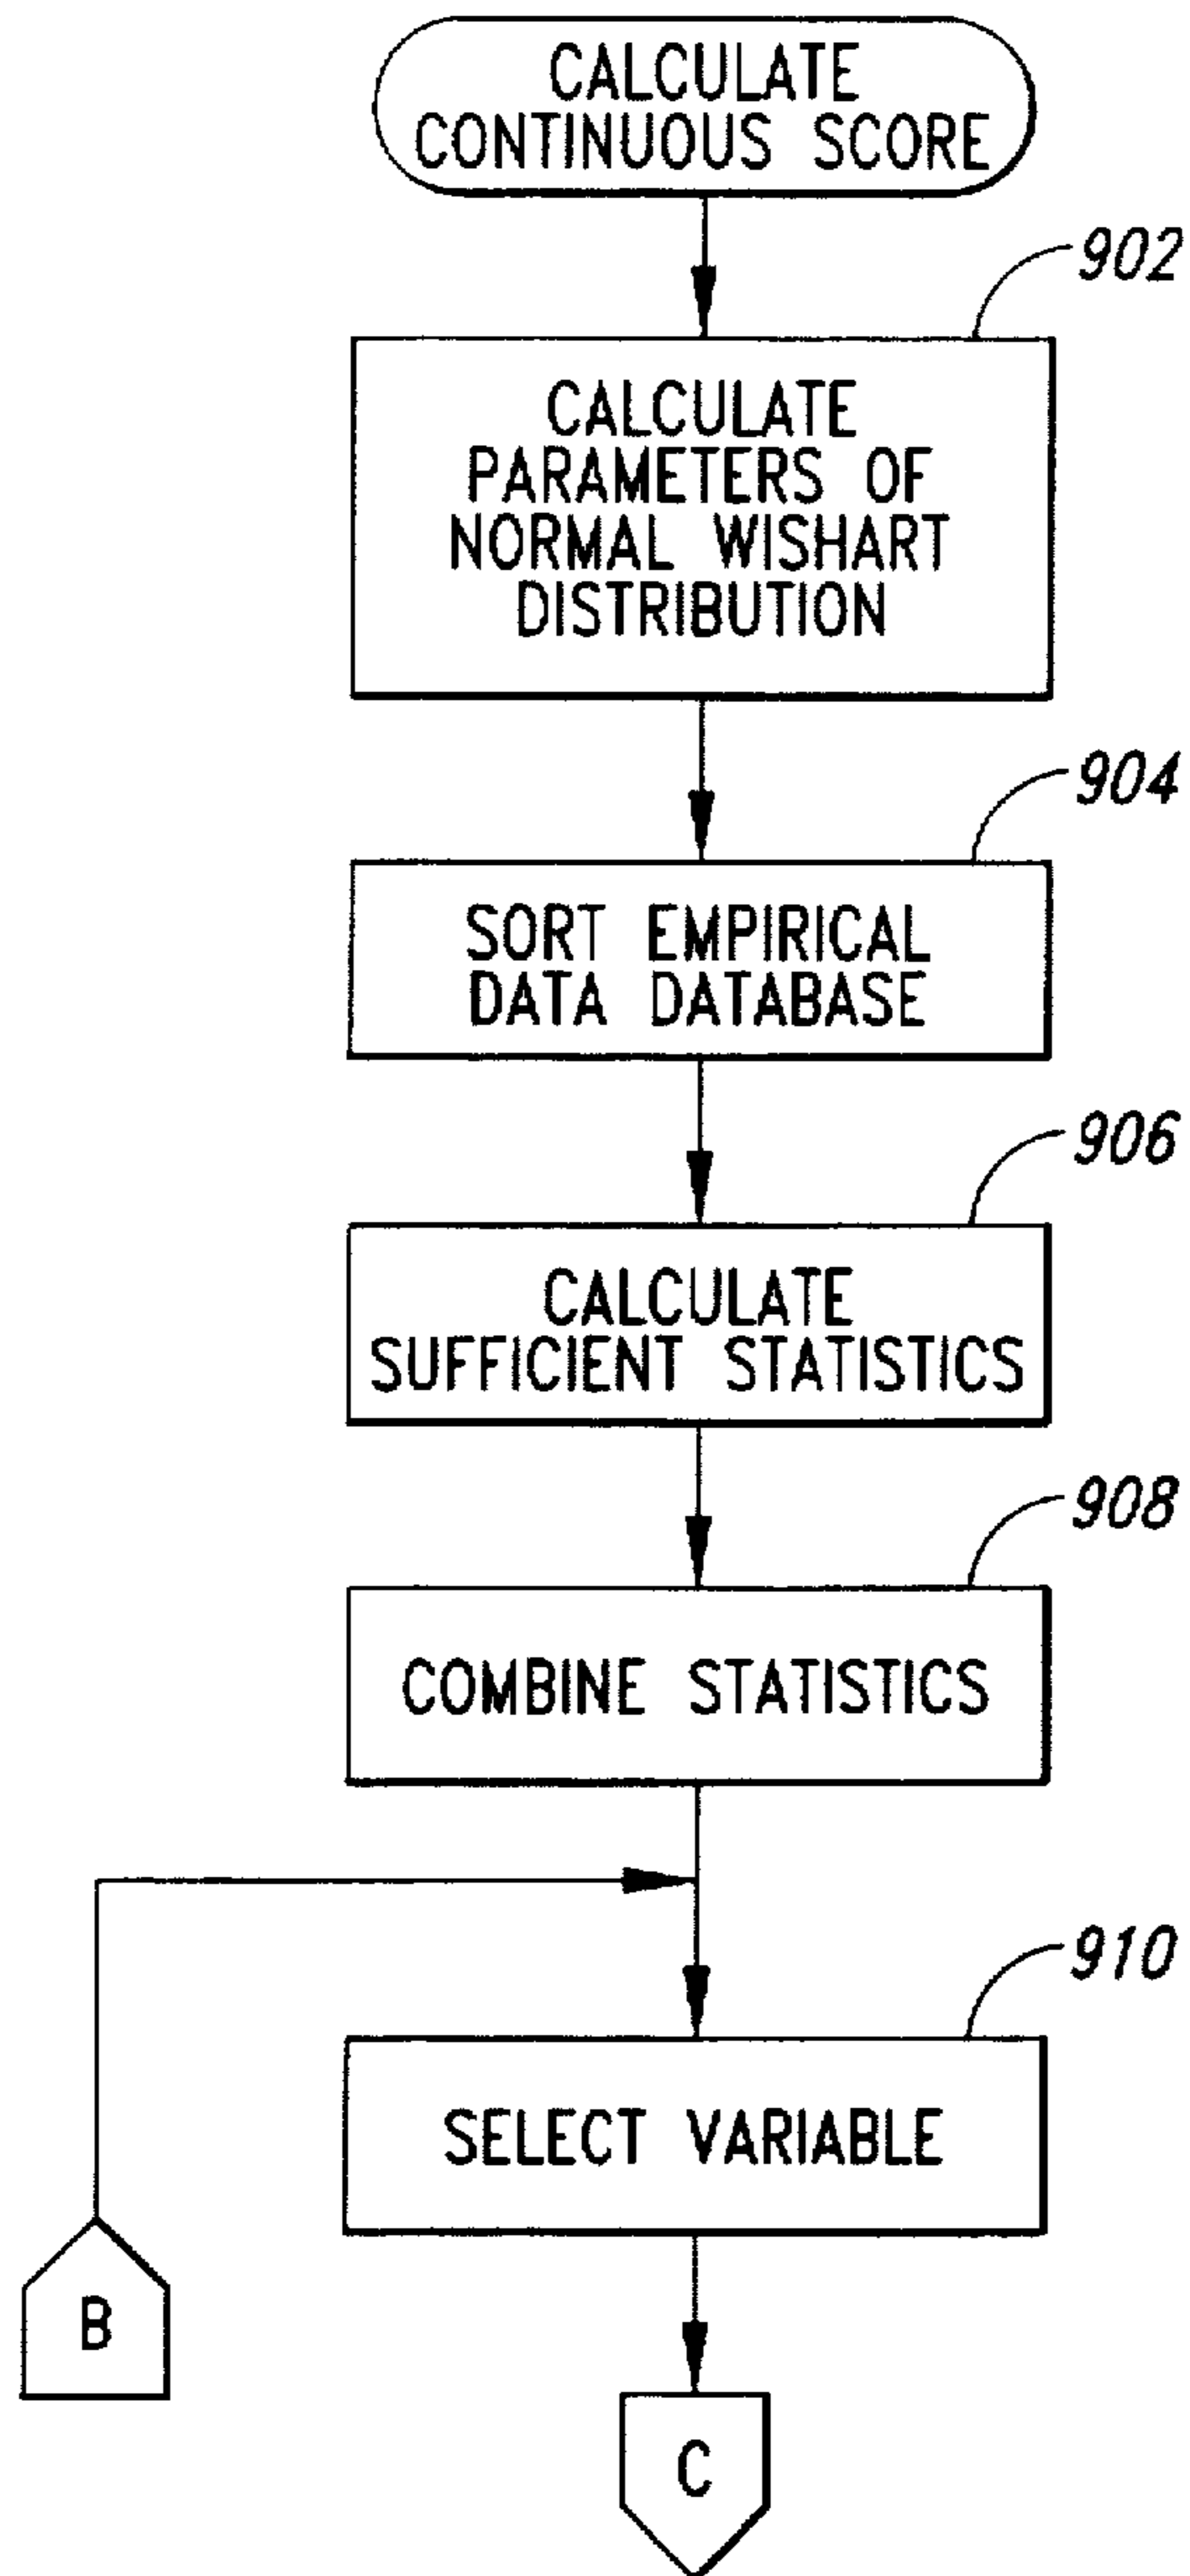 CALCULATE
CONTINUOUS SCORE
902
CALCULATE
PARAMETERS OF
NORMAL WISHART
DISTRIBUTION
904
SORT EMPIRICAL
DATA DATABASE
906
CALCULATE
SUFFICIENT STATISTICS
908
COMBINE STATISTICS
910
SELECT VARIABLE
B
C